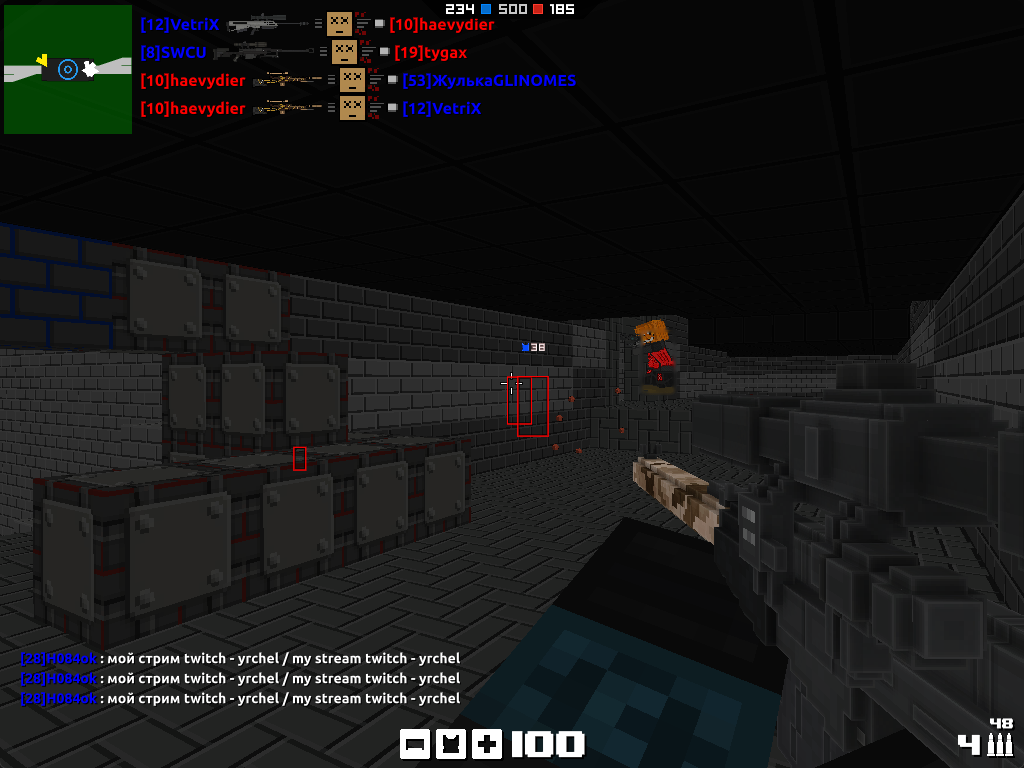 234 500 185
[12]VetriX [10]haevydier
[8]SWCU [19]tygax
[10]haevydier [53]ЖулькаGLINOMES
[10]haevydier [12]VetriX
38
[28]H084ok : мой стрим twitch - yrchel / my stream twitch - yrchel
[28]H084ok : мой стрим twitch - yrchel / my stream twitch - yrchel
[28]H084ok : мой стрим twitch - yrchel / my stream twitch - yrchel
100
48
4